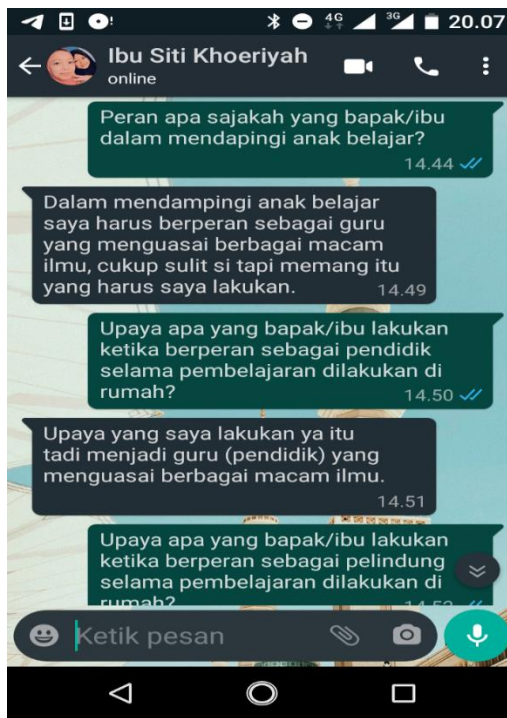 4G 3G 20.07
Ibu Siti Khoeriyah
online
Peran apa sajakah yang bapak/ibu
dalam mendapingi anak belajar?
14.44
Dalam mendampingi anak belajar
saya harus berperan sebagai guru
yang menguasai berbagai macam
ilmu, cukup sulit si tapi memang itu
yang harus saya lakukan. 14.49
Upaya apa yang bapak/ibu lakukan
ketika berperan sebagai pendidik
selama pembelajaran dilakukan di
rumah? 14.50
Upaya yang saya lakukan ya itu
tadi menjadi guru (pendidik) yang
menguasai berbagai macam ilmu.
14.51
Upaya apa yang bapak/ibu lakukan
ketika berperan sebagai pelindung
selama pembelajaran dilakukan di
rumah?
Ketik pesan